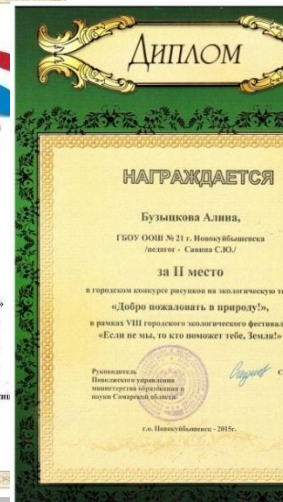 ДИПЛОМ
НАГРАЖДАЕТСЯ
Бузыцкова Алина,
ГБОУ ООШ № 21 г. Новокуйбышевска
/педагог - Савина С.Ю./
за II место
в городском конкурсе рисунков на экологическую
«Добро пожаловать в природу!»,
в рамках VIII городского экологического
«Если не мы, то кто поможет тебе, Земля!»
Руководитель
Поволжского управления
министерства образования и
науки Самарской области
г.о. Новокуйбышевск - 2015г.